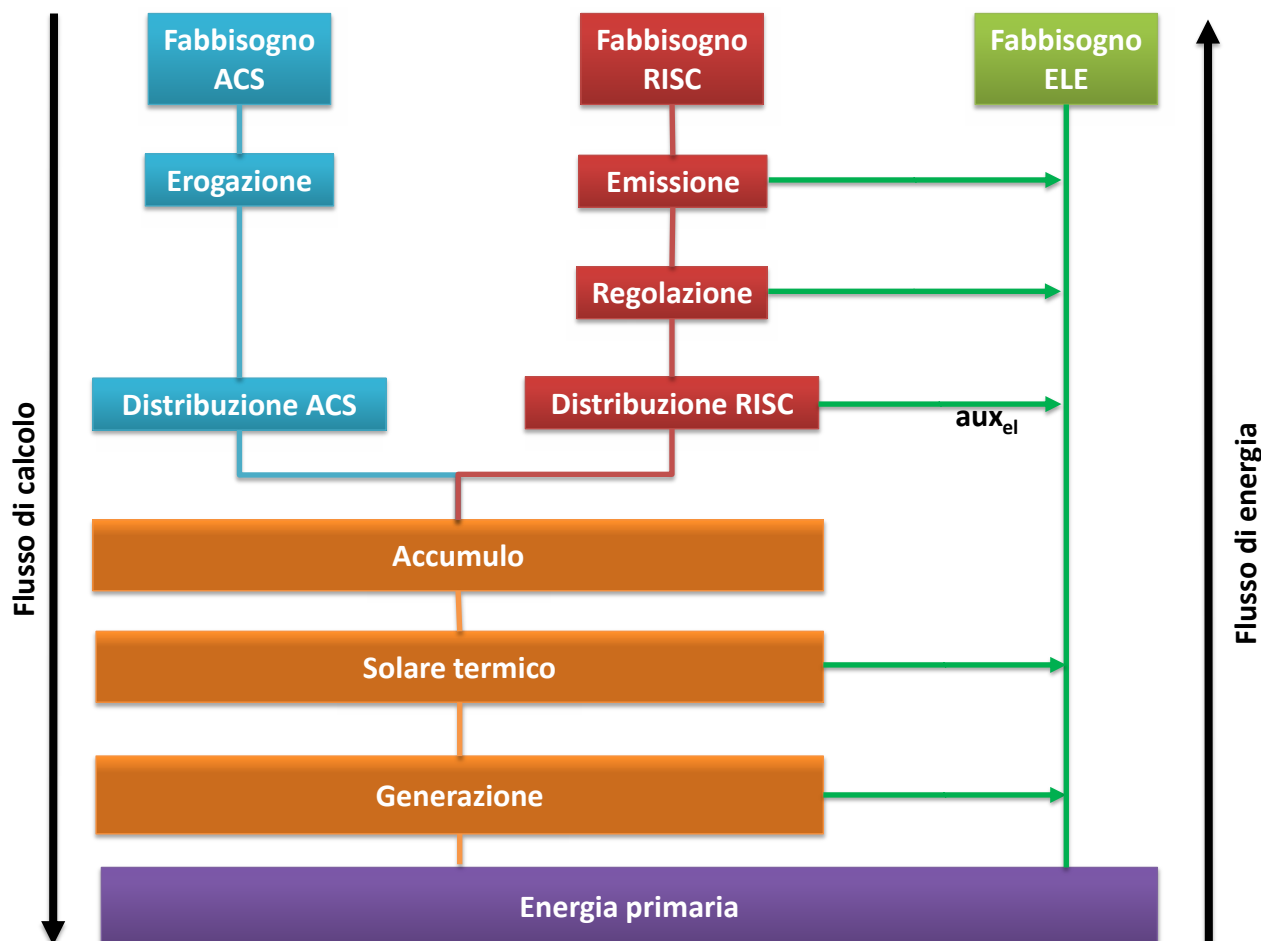 Fabbisogno
ACS
Fabbisogno
RISC
Fabbisogno
ELE
Erogazione
Emissione
Regolazione
Distribuzione ACS
Distribuzione RISC
aux_el
Flusso di calcolo
Flusso di energia
Accumulo
Solare termico
Generazione
Energia primaria